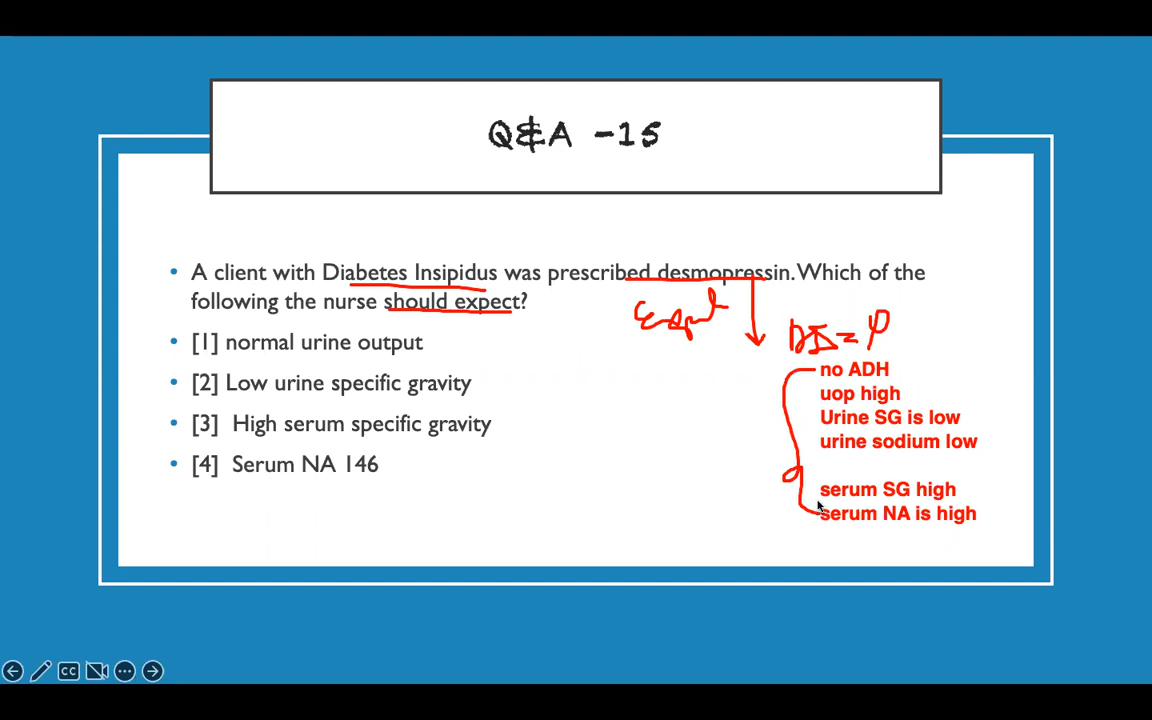 Q&A -15
• A client with Diabetes Insipidus was prescribed desmopressin. Which of the
following the nurse should expect?
• [1] normal urine output
• [2] Low urine specific gravity
• [3] High serum specific gravity
• [4] Serum NA 146
DI =
no ADH
uop high
Urine SG is low
urine sodium low
serum SG high
serum NA is high
CC